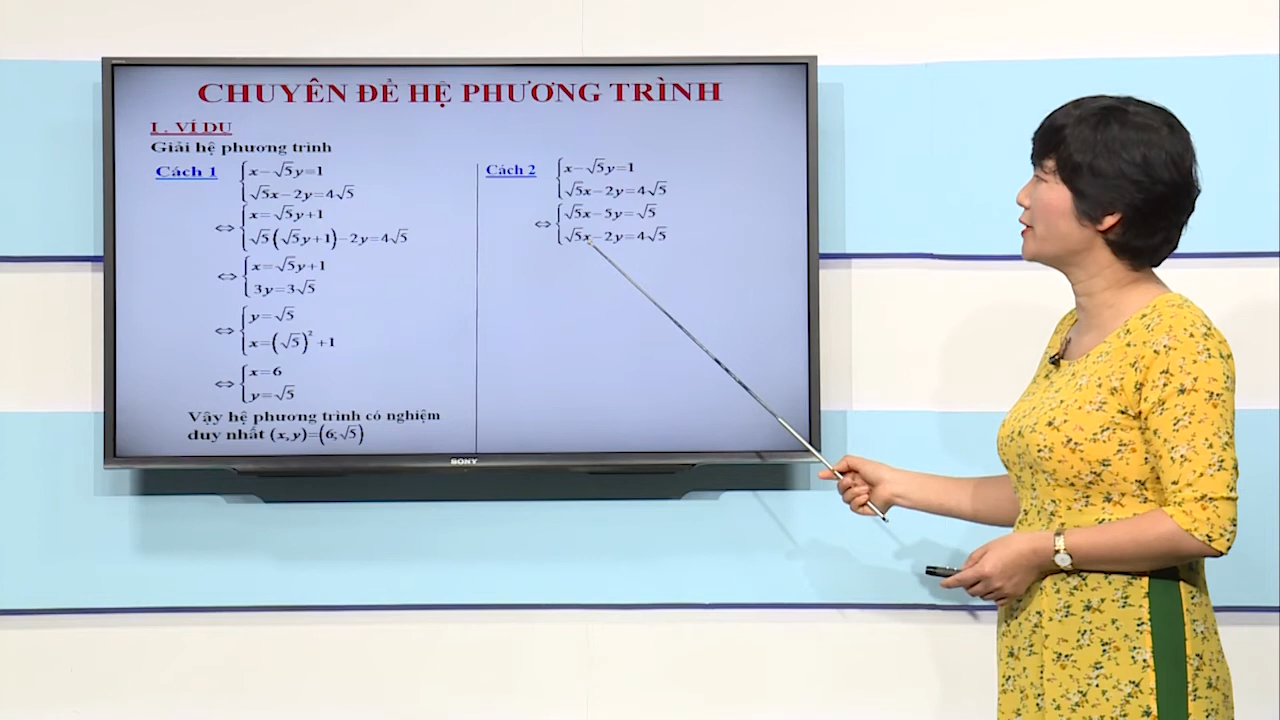 CHUYÊN ĐỀ HỆ PHƯƠNG TRÌNH
I . VÍ DỤ
Giải hệ phương trình
Cách 1
x−√5y=1
√5x−2y=4√5
⇔ x=√5y+1
√5(√5y+1)−2y=4√5
⇔ x=√5y+1
3y=3√5
⇔ y=√5
x=(√5)²+1
⇔ x=6
y=√5
Vậy hệ phương trình có nghiệm
duy nhất (x,y)=(6;√5)
Cách 2
x−√5y=1
√5x−2y=4√5
⇔ √5x−5y=√5
√5x−2y=4√5
SONY